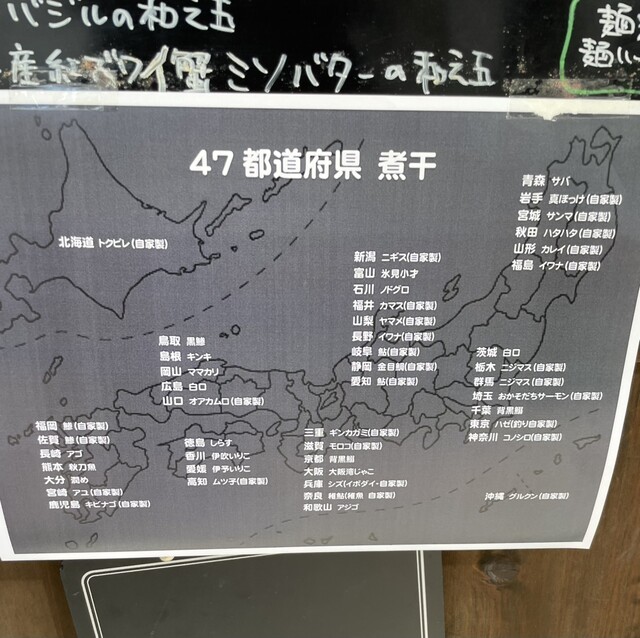 バジルの和え玉
産紅ズワイ蟹ミソバターの和え玉
麺
麺い
47都道府県 煮干
北海道 トクビレ(自家製)
青森 サバ
岩手 真ほっけ(自家製)
宮城 サンマ(自家製)
秋田 ハタハタ(自家製)
山形 カレイ(自家製)
福島 イワナ(自家製)
新潟 ニギス(自家製)
富山 氷見小才
石川 ノドグロ
福井 カマス(自家製)
山梨 ヤマメ(自家製)
長野 イワナ(自家製)
岐阜 鮎(自家製)
静岡 金目鯛(自家製)
愛知 鮎(自家製)
茨城 白口
栃木 ニジマス(自家製)
群馬 ニジマス(自家製)
埼玉 おかそだちサーモン(自家製)
千葉 背黒鰯
東京 ハゼ(釣り自家製)
神奈川 コノシロ(自家製)
鳥取 黒鯵
島根 キンキ
岡山 ママカリ
広島 白口
山口 オアカムロ(自家製)
福岡 鯵(自家製)
佐賀 鯵(自家製)
長崎 アゴ
熊本 秋刀魚
大分 潤め
宮崎 アユ(自家製)
鹿児島 キビナゴ(自家製)
徳島 しらす
香川 伊吹いりこ
愛媛 伊予いりこ
高知 ムツ子(自家製)
三重 ギンカガミ(自家製)
滋賀 モロコ(自家製)
京都 背黒鰯
大阪 大阪湾じゃこ
兵庫 シズ(イボダイ・自家製)
奈良 稚鮎(稚魚 自家製)
和歌山 アジゴ
沖縄 グルクン(自家製)